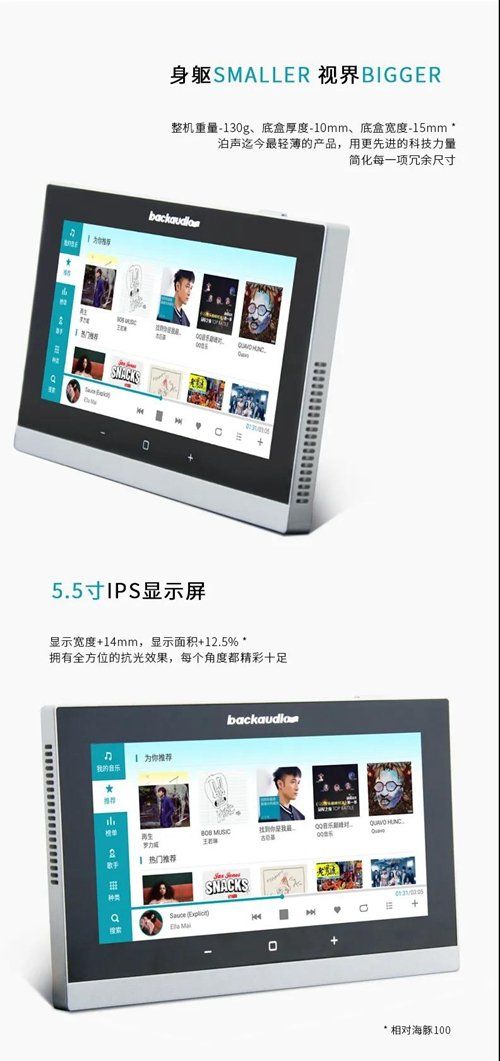 身躯SMALLER 视界BIGGER
整机重量-130g、底盒厚度-10mm、底盒宽度-15mm *
泊声迄今最轻薄的产品，用更先进的科技力量
简化每一项冗余尺寸
backaudio
我的音乐
为你推荐
推荐
榜单
再生
罗力威
BOB MUSIC
王若琳
找到你是我最...
古巨基
QQ音乐巅峰对...
QQ音乐
QUAVO HUNC...
Quavo
歌手
热门推荐
种类
SNACKS
搜索
Sauce (Explicit)
Ella Mai
01:31/03:05
5.5寸IPS显示屏
显示宽度+14mm，显示面积+12.5% *
拥有全方位的抗光效果，每个角度都精彩十足
backaudio
我的音乐
为你推荐
推荐
榜单
再生
罗力威
BOB MUSIC
王若琳
找到你是我最...
古巨基
QQ音乐巅峰对...
QQ音乐
QUAVO HUNC...
Quavo
歌手
热门推荐
种类
SNACKS
搜索
Sauce (Explicit)
Ella Mai
01:31/03:05
* 相对海豚100